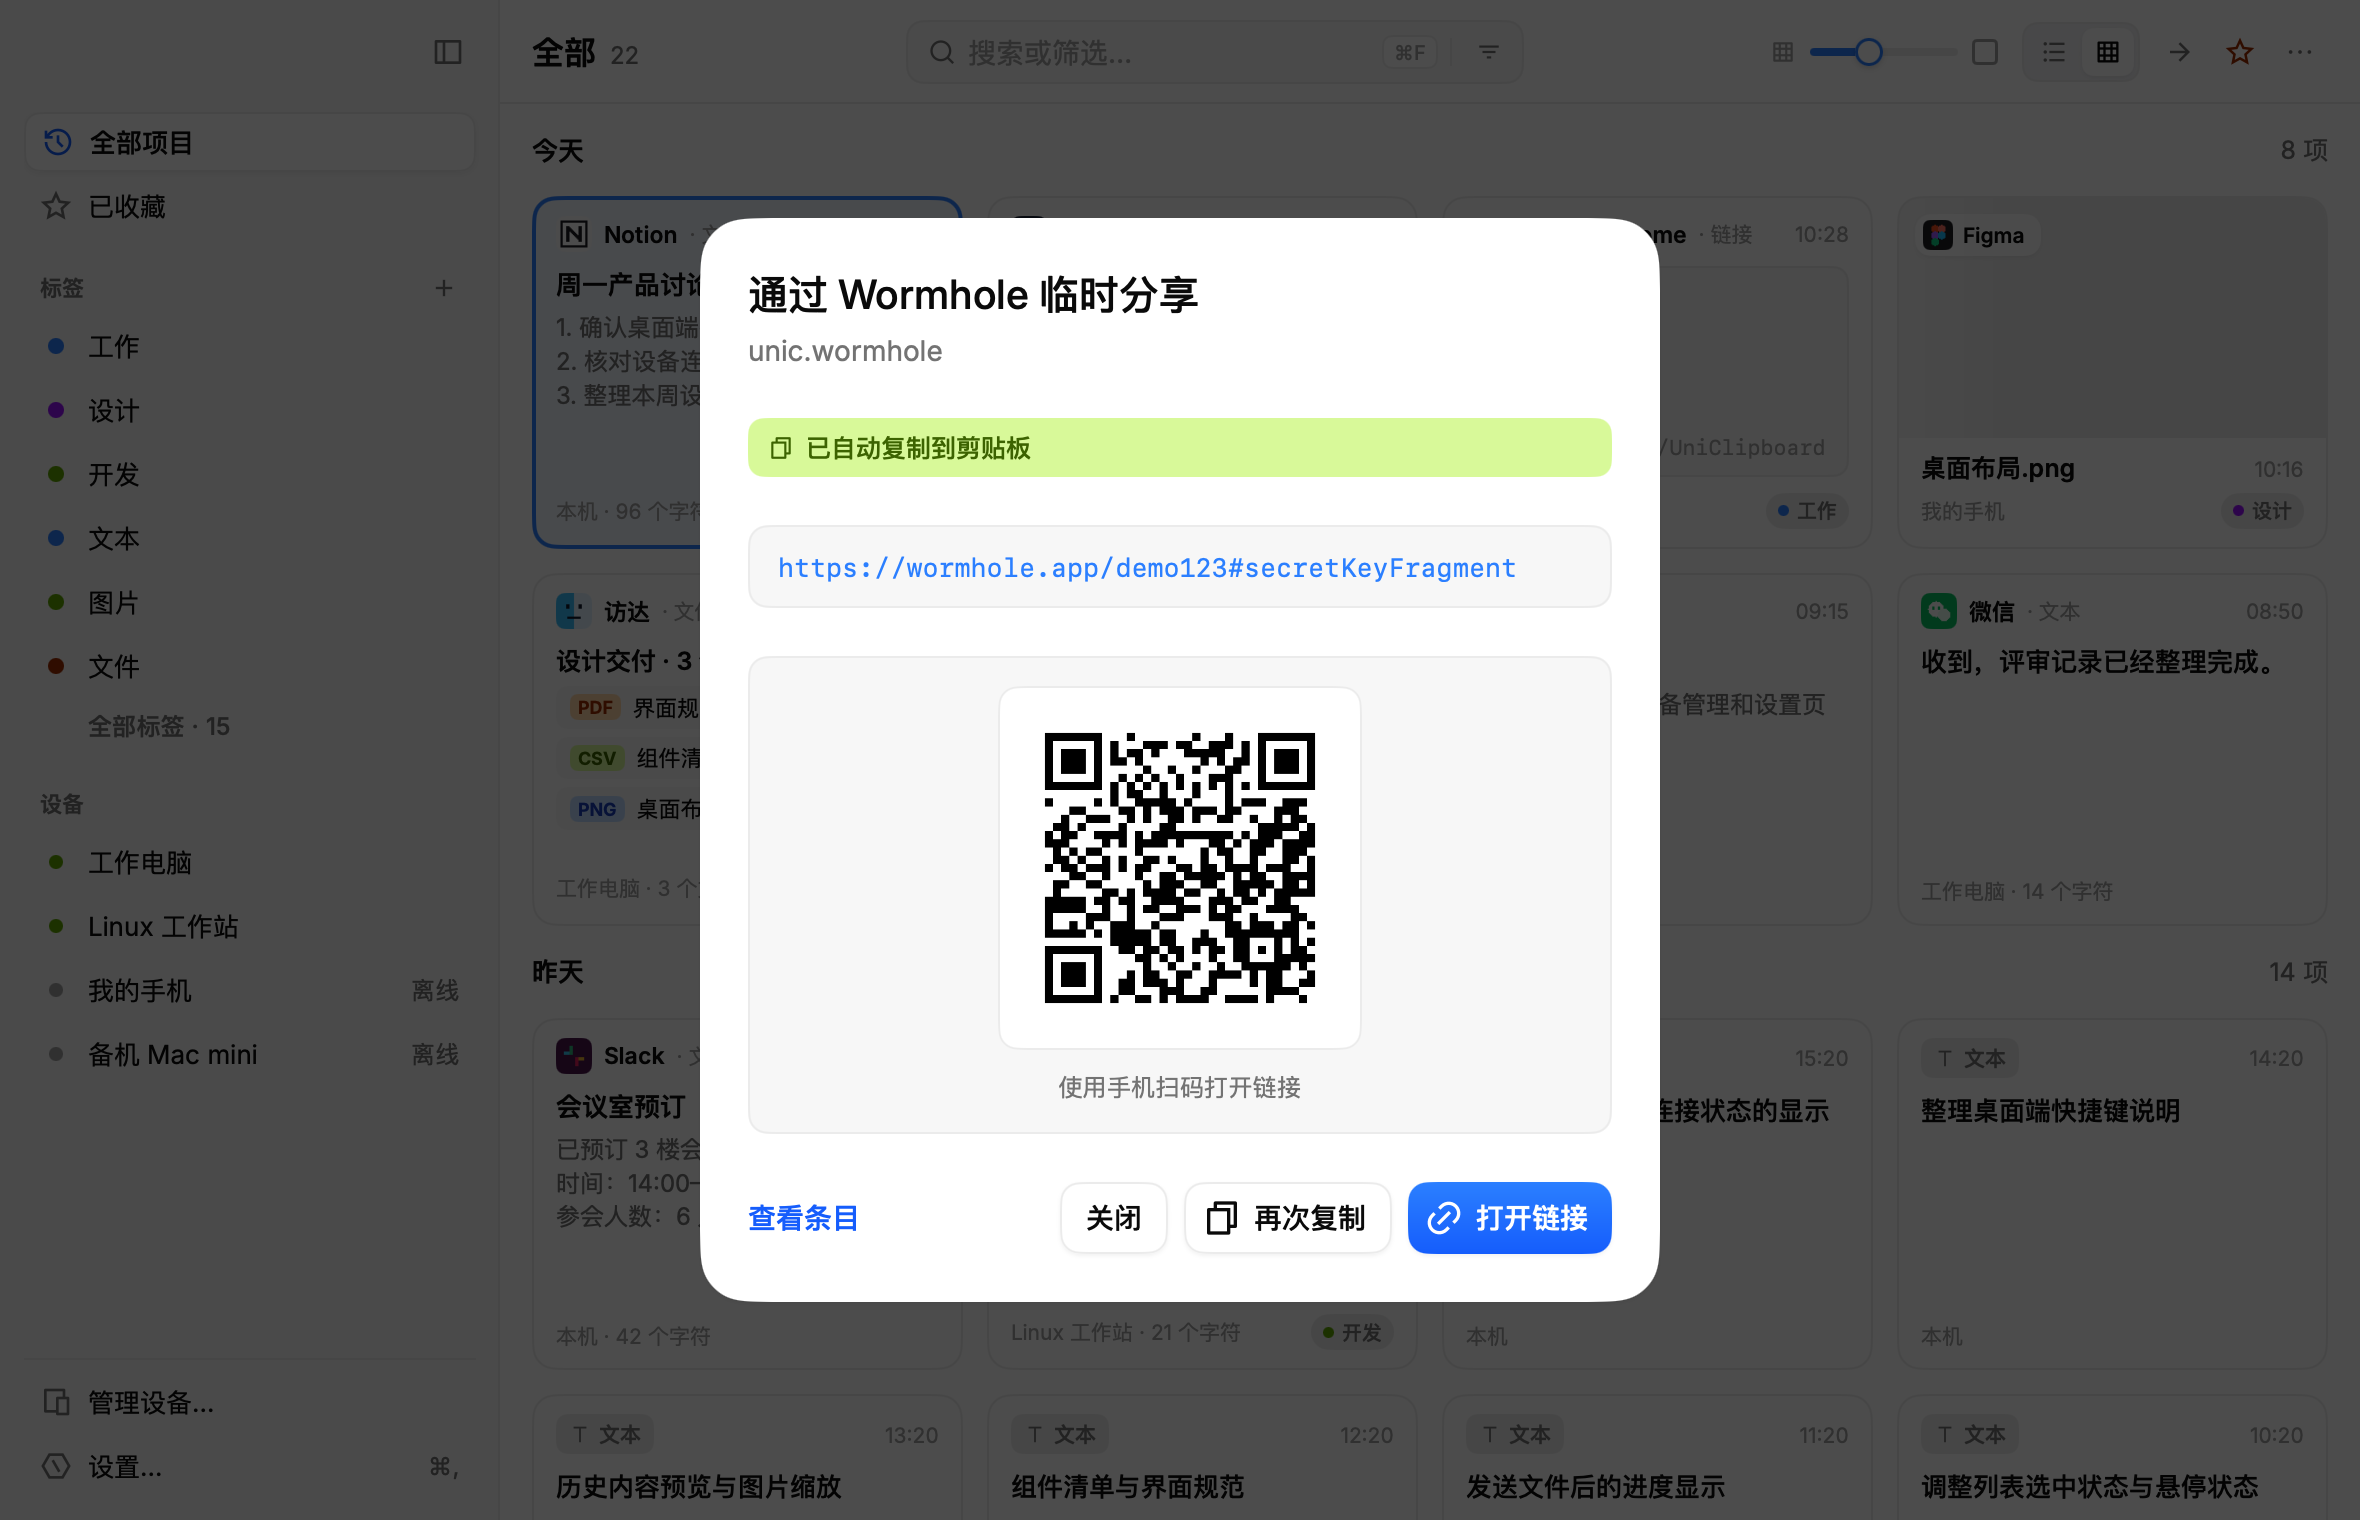 全部 22
搜索或筛选... ⌘F
全部项目
已收藏
标签
工作
设计
开发
文本
图片
文件
全部标签 · 15
设备
工作电脑
Linux 工作站
我的手机 离线
备机 Mac mini 离线
管理设备...
设置... ⌘,
今天 8 项
Notion ·
周一产品讨论
1. 确认桌面端
2. 核对设备连
3. 整理本周设
本机 · 96 个字符
· 链接 10:28
/UniClipboard
工作
Figma
桌面布局.png 10:16
我的手机 设计
访达 · 文件
设计交付 · 3
PDF 界面规
CSV 组件清
PNG 桌面布
工作电脑 · 3 个
09:15
备管理和设置页
微信 · 文本 08:50
收到，评审记录已经整理完成。
工作电脑 · 14 个字符
昨天 14 项
Slack ·
会议室预订
已预订 3 楼会
时间：14:00–
参会人数：6
本机 · 42 个字符
Linux 工作站 · 21 个字符 开发
15:20
连接状态的显示
本机
T 文本 14:20
整理桌面端快捷键说明
本机
T 文本 13:20
历史内容预览与图片缩放
T 文本 12:20
组件清单与界面规范
T 文本 11:20
发送文件后的进度显示
T 文本 10:20
调整列表选中状态与悬停状态
通过 Wormhole 临时分享
unic.wormhole
已自动复制到剪贴板
https://wormhole.app/demo123#secretKeyFragment
使用手机扫码打开链接
查看条目 关闭 再次复制 打开链接